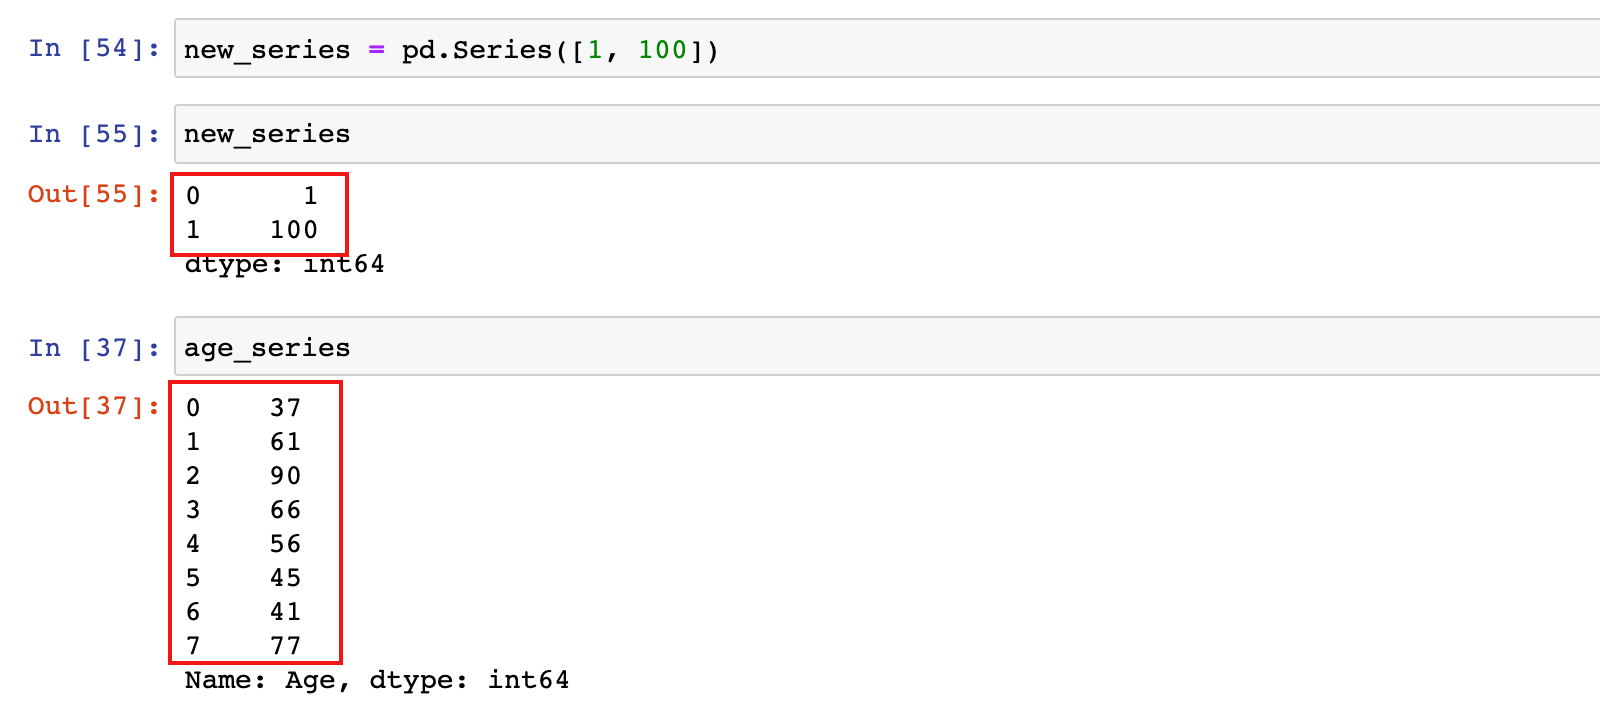 In [54]: new_series = pd.Series([1, 100])
In [55]: new_series
Out[55]: 0 1
1 100
dtype: int64
In [37]: age_series
Out[37]: 0 37
1 61
2 90
3 66
4 56
5 45
6 41
7 77
Name: Age, dtype: int64